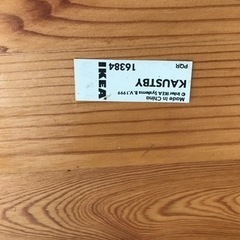 Made in China
© Inter IKEA Systems B.V.1999
KAUSTBY
16384
PQR
IKEA